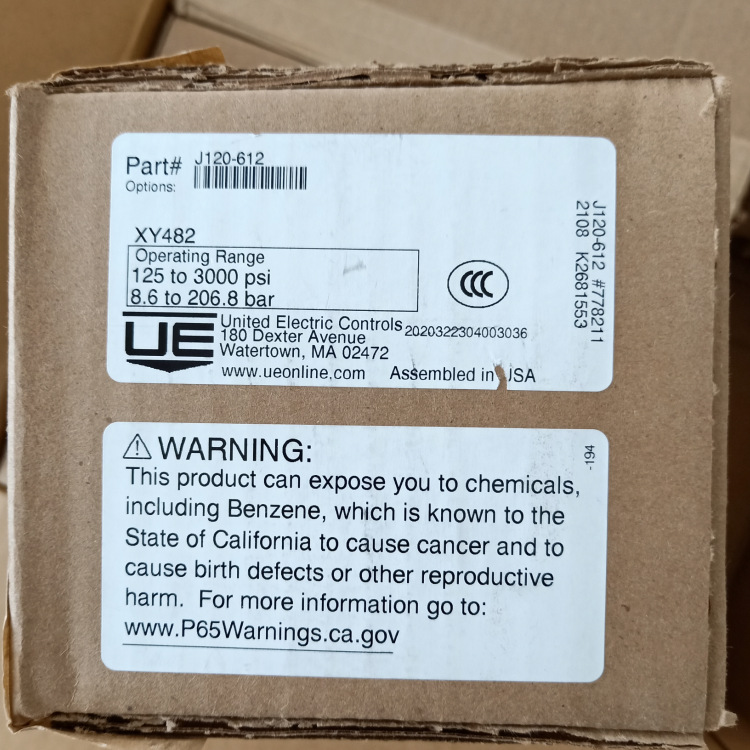 Part# J120-612
Options:
XY482
Operating Range
125 to 3000 psi
8.6 to 206.8 bar
CCC
UE
United Electric Controls 2020322304003036
180 Dexter Avenue
Watertown, MA 02472
www.ueonline.com Assembled in USA
J120-612 #778211
2108 K2681553
WARNING:
This product can expose you to chemicals,
including Benzene, which is known to the
State of California to cause cancer and to
cause birth defects or other reproductive
harm. For more information go to:
www.P65Warnings.ca.gov
194-